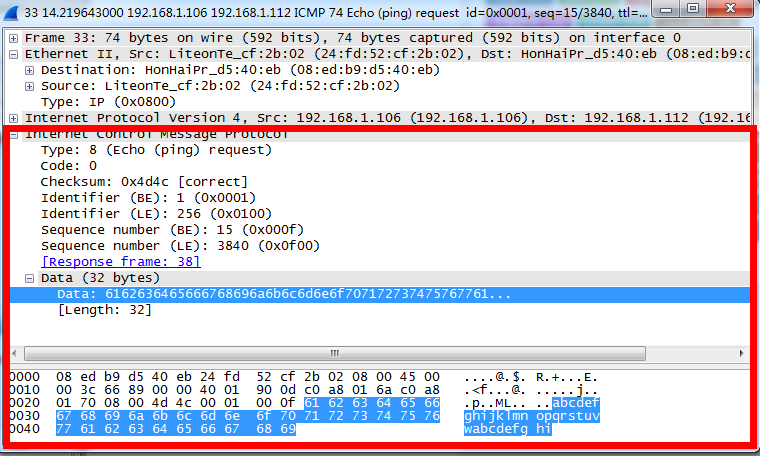 33 14.219643000 192.168.1.106 192.168.1.112 ICMP 74 Echo (ping) request id=0x0001, seq=15/3840, ttl=...
Frame 33: 74 bytes on wire (592 bits), 74 bytes captured (592 bits) on interface 0
Ethernet II, Src: LiteonTe_cf:2b:02 (24:fd:52:cf:2b:02), Dst: HonHaiPr_d5:40:eb (08:ed:b9:d5:40:eb)
Destination: HonHaiPr_d5:40:eb (08:ed:b9:d5:40:eb)
Source: LiteonTe_cf:2b:02 (24:fd:52:cf:2b:02)
Type: IP (0x0800)
Internet Protocol Version 4, Src: 192.168.1.106 (192.168.1.106), Dst: 192.168.1.112 (192.16
Internet Control Message Protocol
Type: 8 (Echo (ping) request)
Code: 0
Checksum: 0x4d4c [correct]
Identifier (BE): 1 (0x0001)
Identifier (LE): 256 (0x0100)
Sequence number (BE): 15 (0x000f)
Sequence number (LE): 3840 (0x0f00)
[Response frame: 38]
Data (32 bytes)
Data: 6162636465666768696a6b6c6d6e6f707172737475767761...
[Length: 32]
0000 08 ed b9 d5 40 eb 24 fd 52 cf 2b 02 08 00 45 00 ....@.$. R.+...E.
0010 00 3c 66 89 00 00 40 01 90 0d c0 a8 01 6a c0 a8 .<f...@. .....j..
0020 01 70 08 00 4d 4c 00 01 00 0f 61 62 63 64 65 66 .p..ML.. ..abcdef
0030 67 68 69 6a 6b 6c 6d 6e 6f 70 71 72 73 74 75 76 ghijklmn opqrstuv
0040 77 61 62 63 64 65 66 67 68 69 wabcdefg hi